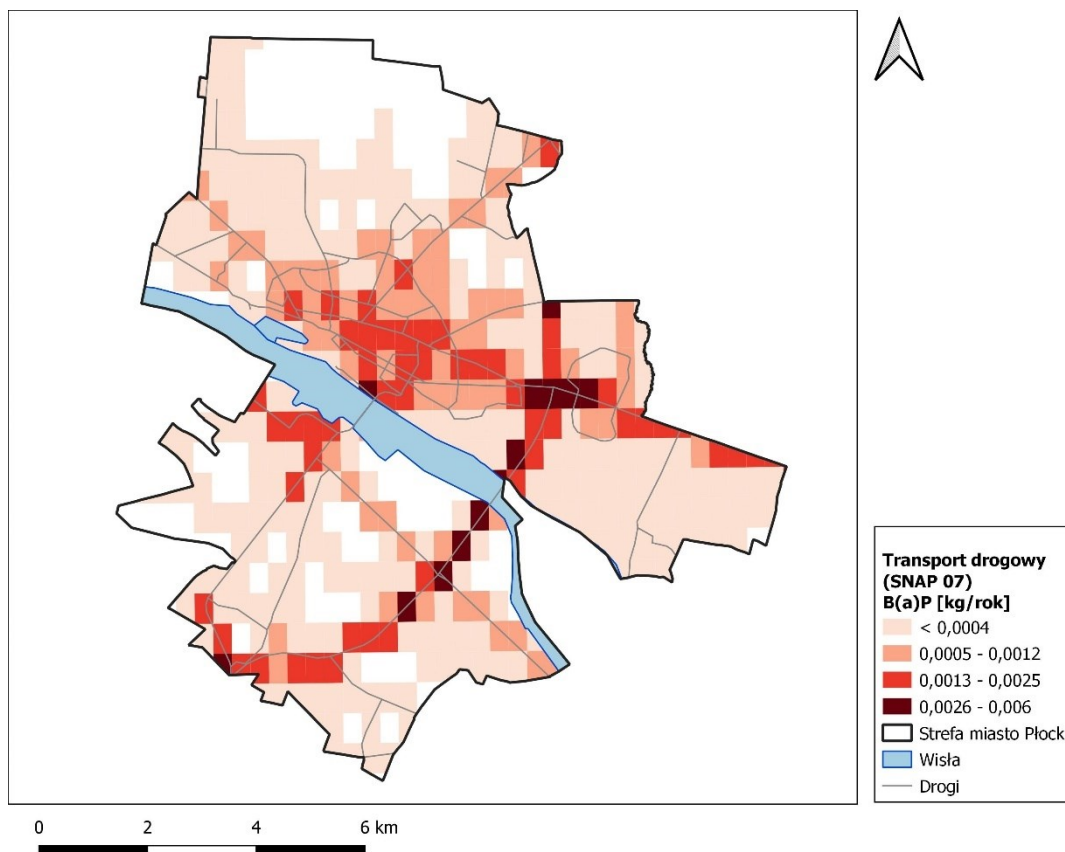 Transport drogowy
(SNAP 07)
B(a)P [kg/rok]
< 0,0004
0,0005 - 0,0012
0,0013 - 0,0025
0,0026 - 0,006
Strefa miasto Płock
Wisła
Drogi
0 2 4 6 km